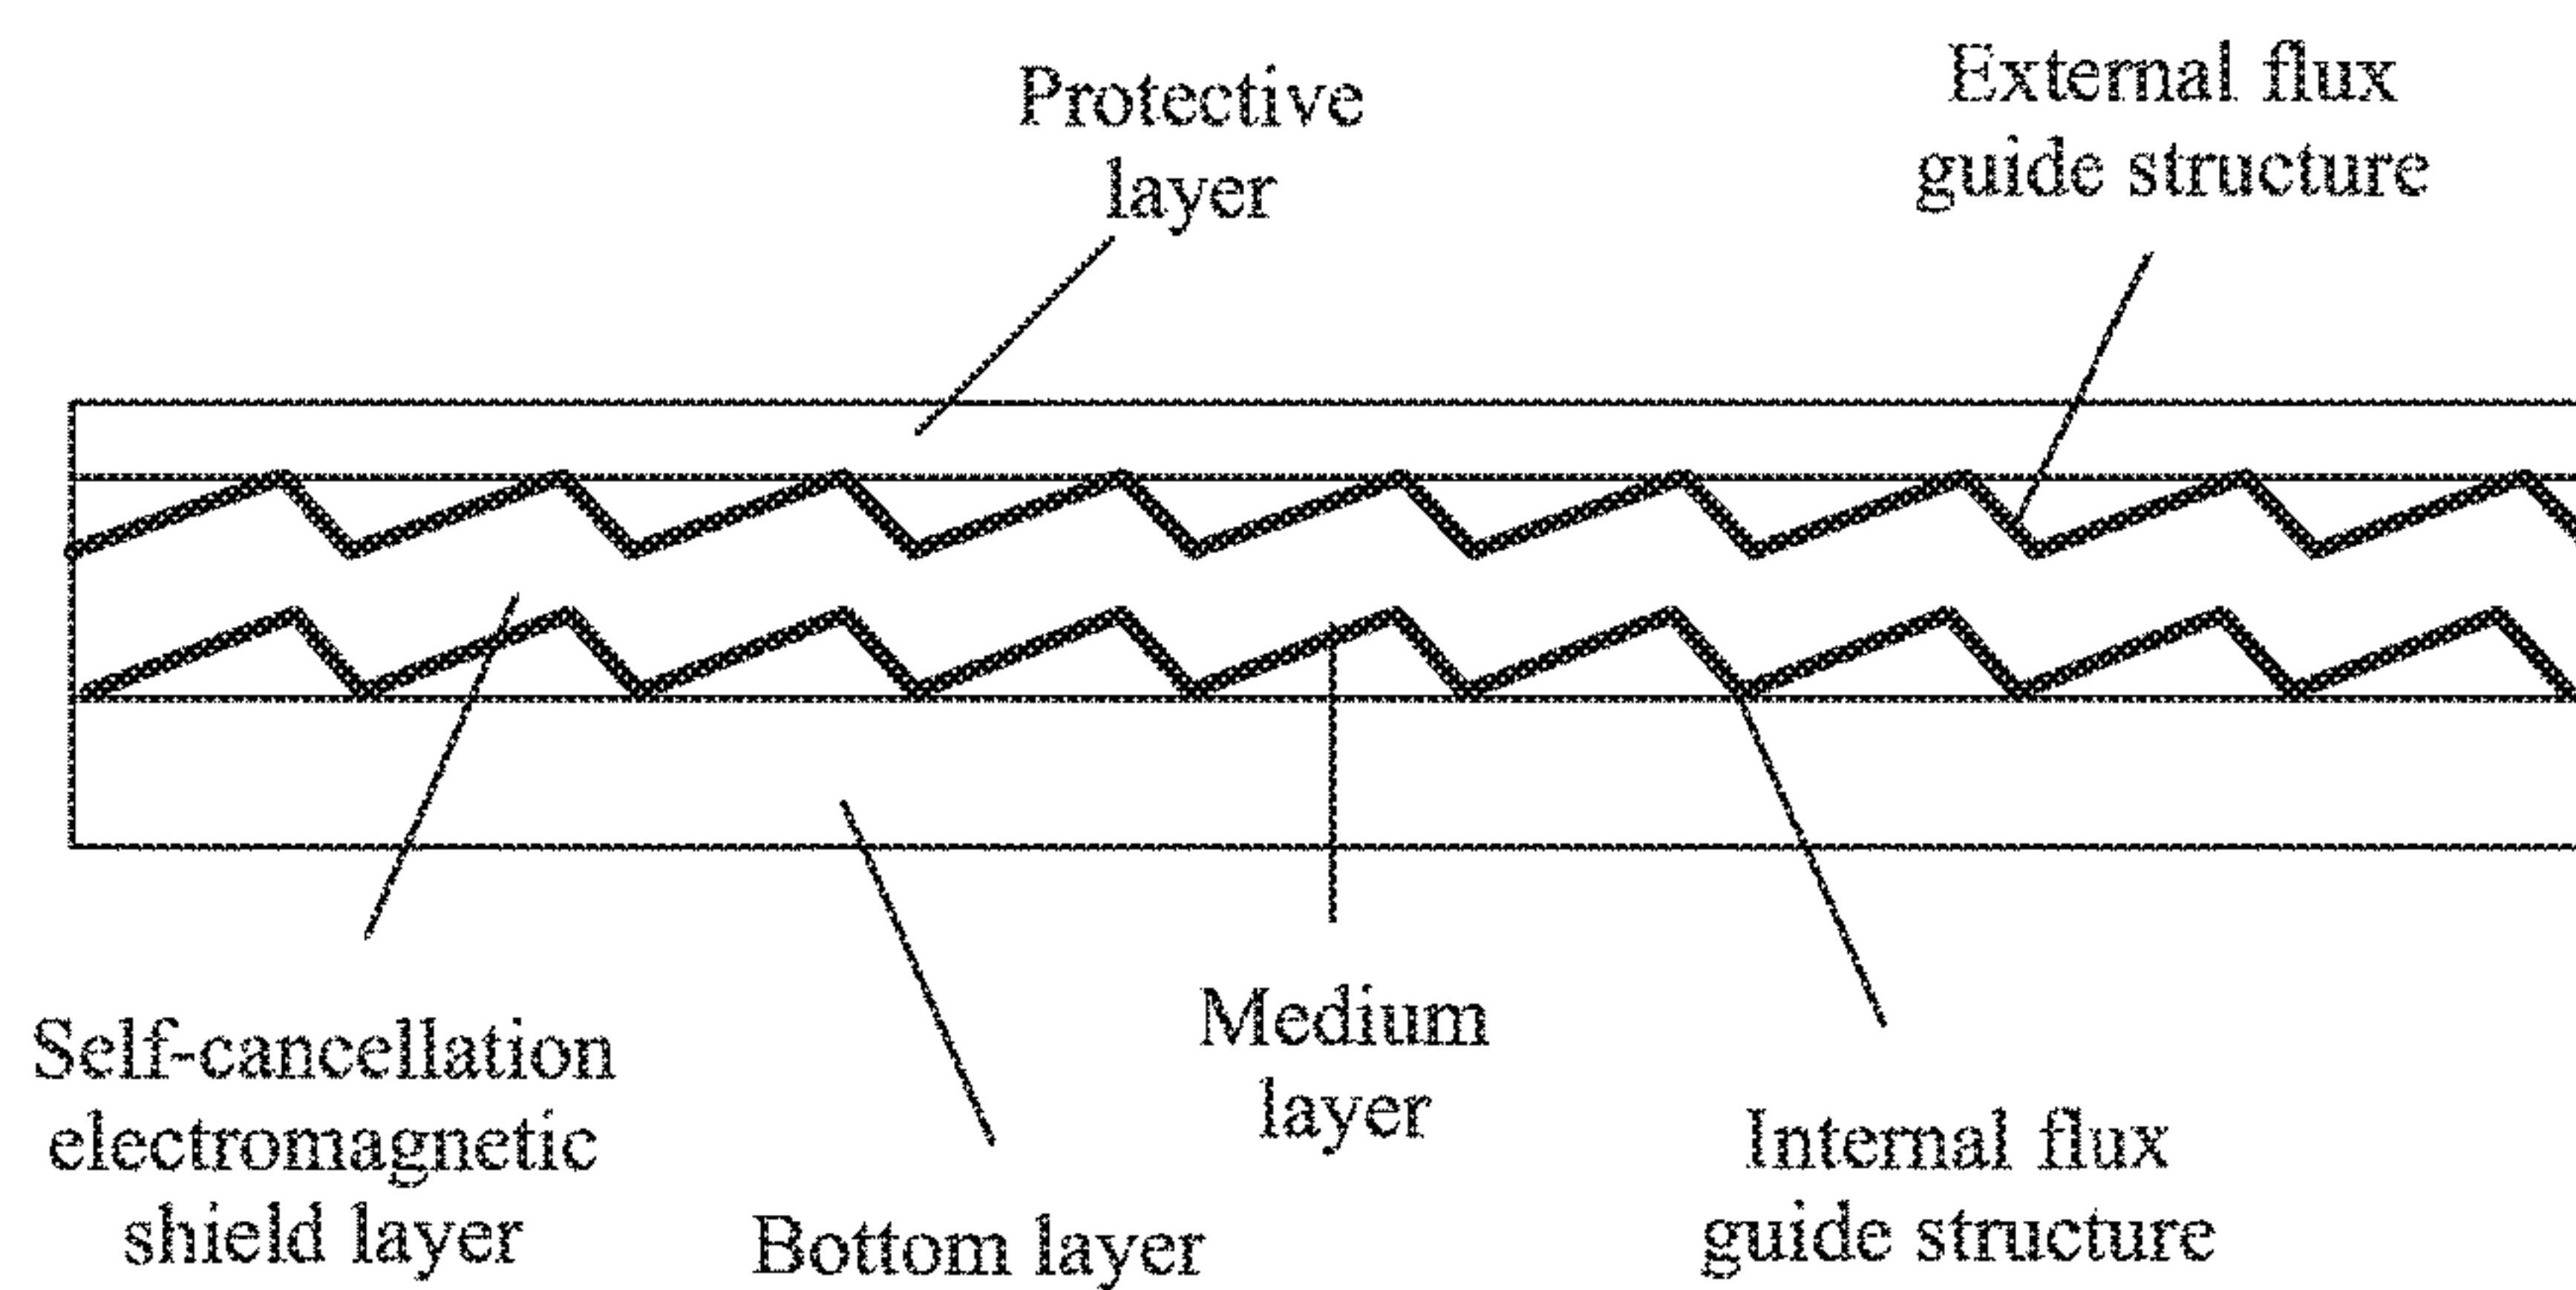 Protective
layer
External flux
guide structure
Self-cancellation
electromagnetic
shield layer
Bottom layer
Medium
layer
Internal flux
guide structure